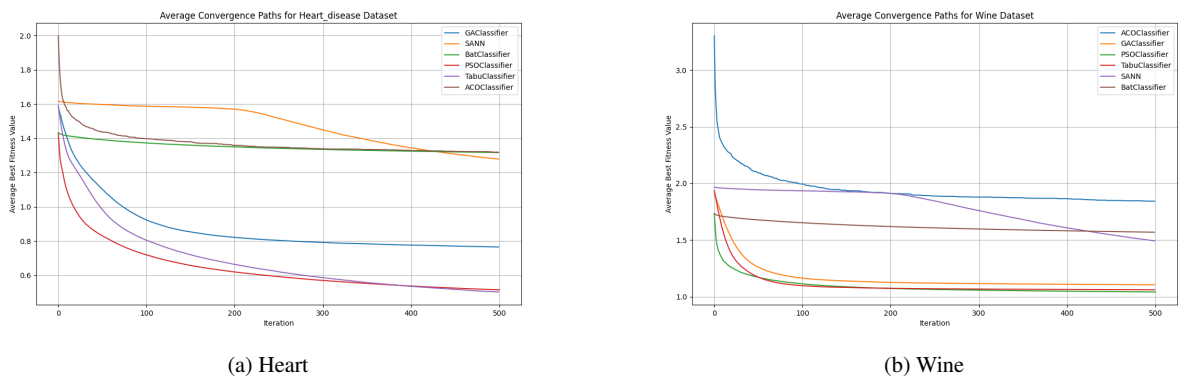 Average Convergence Paths for Heart_disease Dataset
GAClassifier
SANN
BatClassifier
PSOClassifier
TabuClassifier
ACOClassifier
2.0
1.8
1.6
1.4
1.2
1.0
0.8
0.6
Average Best Fitness Value
0
100
200
300
400
500
Iteration
(a) Heart
Average Convergence Paths for Wine Dataset
ACOClassifier
GAClassifier
PSOClassifier
TabuClassifier
SANN
BatClassifier
3.0
2.5
2.0
1.5
1.0
Average Best Fitness Value
0
100
200
300
400
500
Iteration
(b) Wine